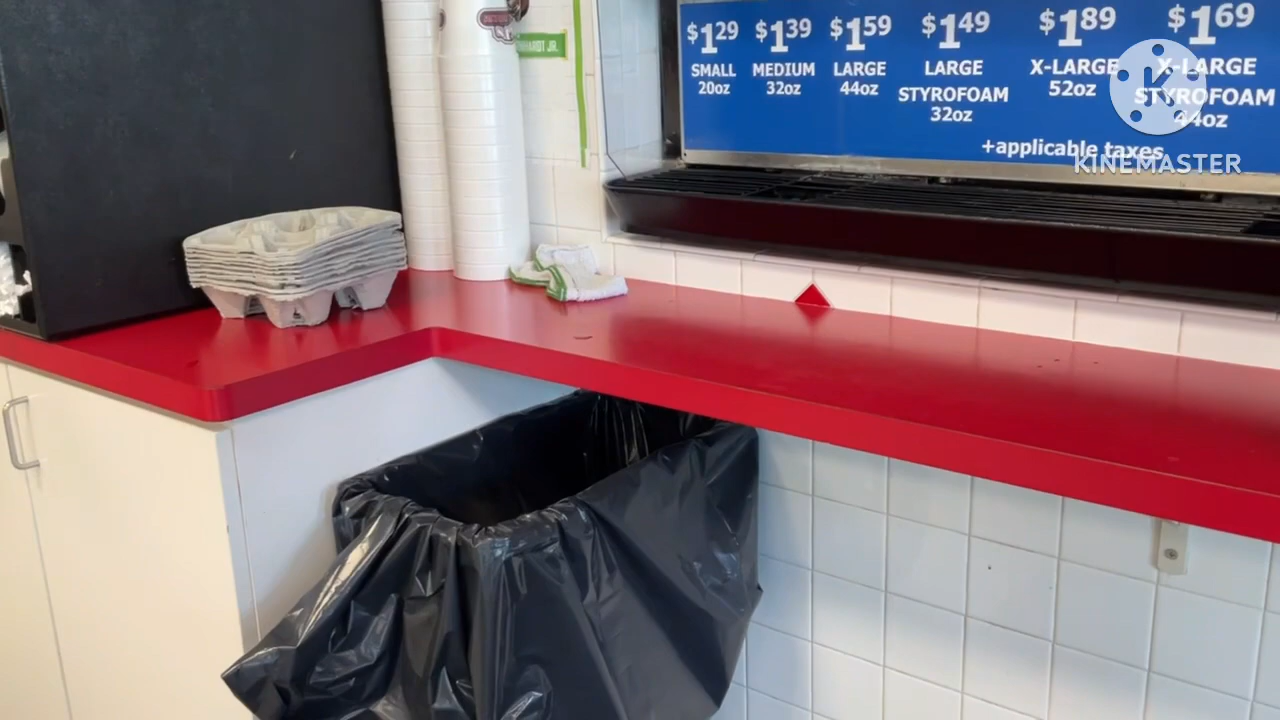 $1.29 $1.39 $1.59 $1.49 $1.89 $1.69
SMALL MEDIUM LARGE LARGE X-LARGE X-LARGE
20oz 32oz 44oz STYROFOAM 52oz STYROFOAM
32oz 44oz
+applicable taxes
KINEMASTER